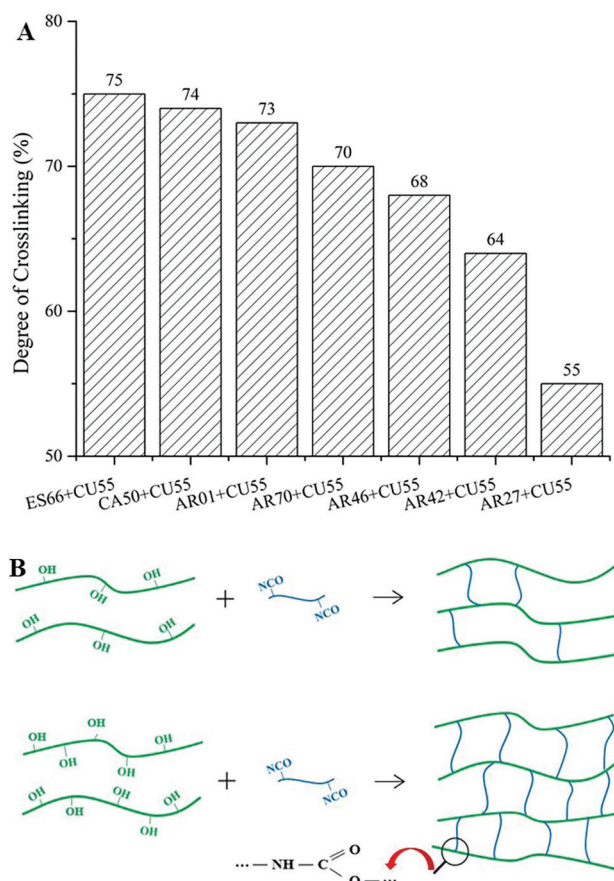 A
80
70
60
50
Degree of Crosslinking (%)
75
74
73
70
68
64
55
ES66+CU55
CA50+CU55
AR01+CU55
AR70+CU55
AR46+CU55
AR42+CU55
AR27+CU55
B
OH
OH
OH
+
NCO
NCO
→
OH
OH
OH
OH
OH
OH
OH
OH
+
NCO
NCO
→
OH
OH
OH
OH
O
... — NH — C
O — ...